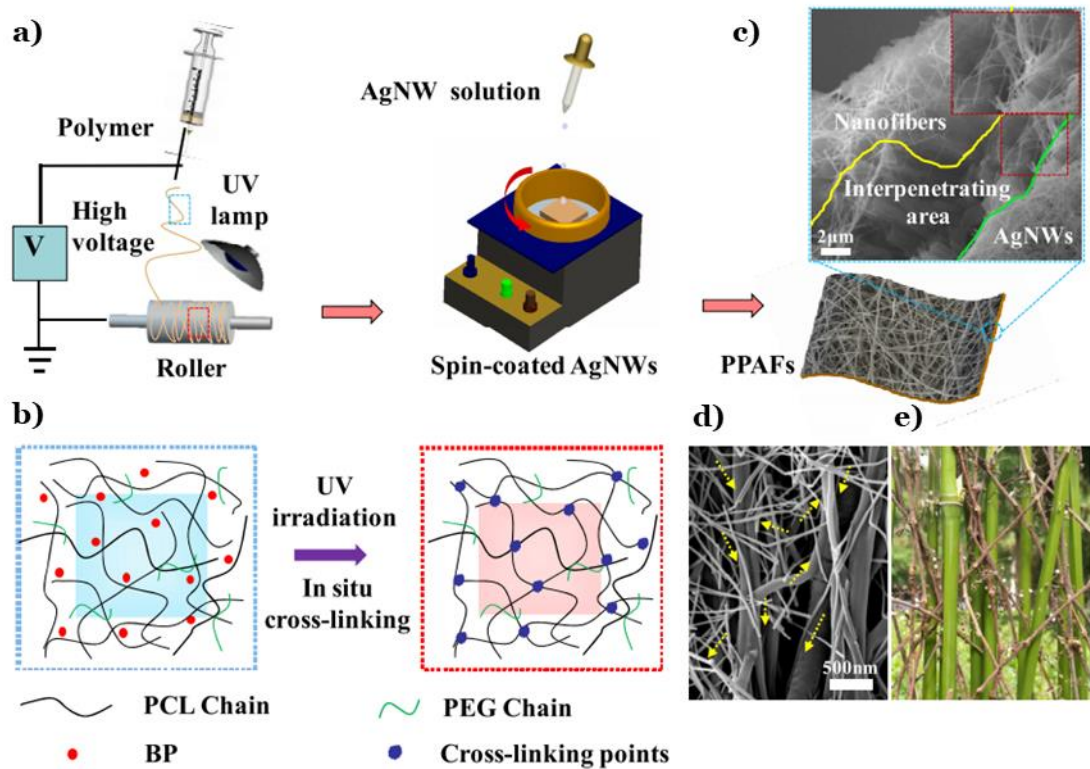 a)
Polymer
High
voltage
V
UV
lamp
Roller
AgNW solution
Spin-coated AgNWs
c)
Nanofibers
Interpenetrating
area
AgNWs
2μm
PPAFs
b)
UV
irradiation
In situ
cross-linking
PCL Chain
PEG Chain
BP
Cross-linking points
d)
500nm
e)